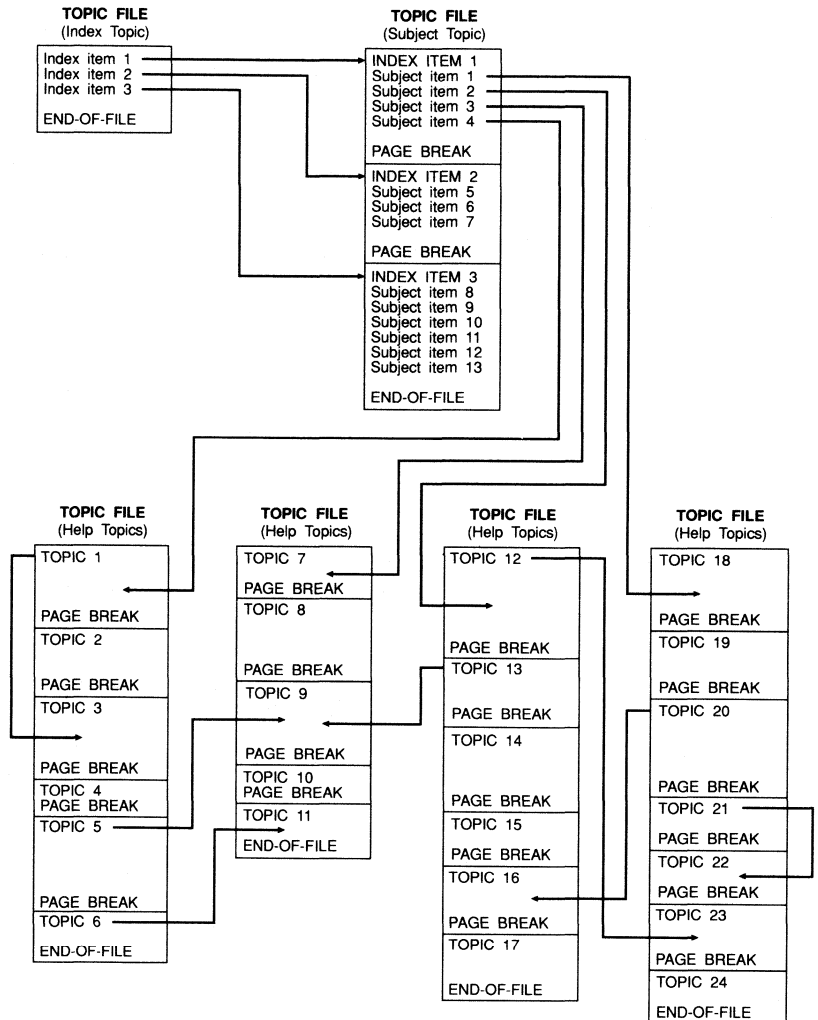 TOPIC FILE
(Index Topic)
Index item 1
Index item 2
Index item 3
END-OF-FILE
TOPIC FILE
(Subject Topic)
INDEX ITEM 1
Subject item 1
Subject item 2
Subject item 3
Subject item 4
PAGE BREAK
INDEX ITEM 2
Subject item 5
Subject item 6
Subject item 7
PAGE BREAK
INDEX ITEM 3
Subject item 8
Subject item 9
Subject item 10
Subject item 11
Subject item 12
Subject item 13
END-OF-FILE
TOPIC FILE
(Help Topics)
TOPIC 1
PAGE BREAK
TOPIC 2
PAGE BREAK
TOPIC 3
PAGE BREAK
TOPIC 4
PAGE BREAK
TOPIC 5
PAGE BREAK
TOPIC 6
END-OF-FILE
TOPIC FILE
(Help Topics)
TOPIC 7
PAGE BREAK
TOPIC 8
PAGE BREAK
TOPIC 9
PAGE BREAK
TOPIC 10
PAGE BREAK
TOPIC 11
END-OF-FILE
TOPIC FILE
(Help Topics)
TOPIC 12
PAGE BREAK
TOPIC 13
PAGE BREAK
TOPIC 14
PAGE BREAK
TOPIC 15
PAGE BREAK
TOPIC 16
PAGE BREAK
TOPIC 17
END-OF-FILE
TOPIC FILE
(Help Topics)
TOPIC 18
PAGE BREAK
TOPIC 19
PAGE BREAK
TOPIC 20
PAGE BREAK
TOPIC 21
PAGE BREAK
TOPIC 22
PAGE BREAK
TOPIC 23
PAGE BREAK
TOPIC 24
END-OF-FILE